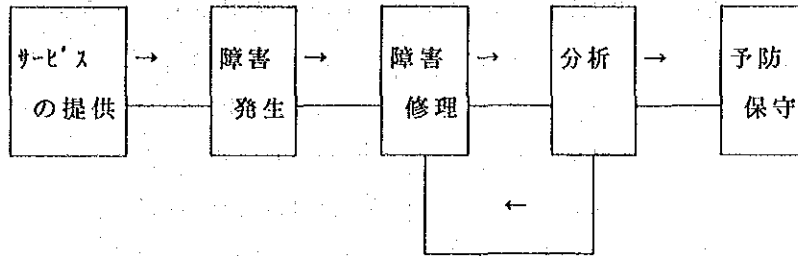 ｻｰﾋﾞｽ → 障害 → 障害 → 分析 → 予防
の提供 発生 修理 保守
←